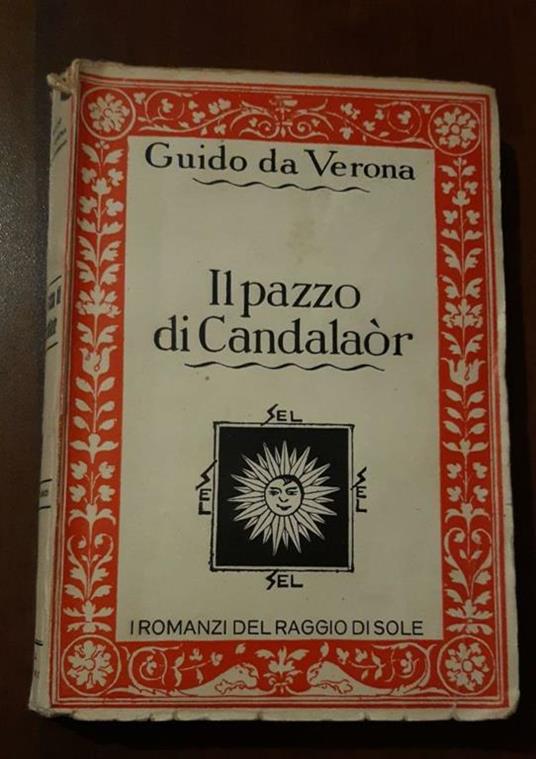 Guido da Verona
Il pazzo
di Candalaòr
SEL
SEL
SEL
SEL
I ROMANZI DEL RAGGIO DI SOLE